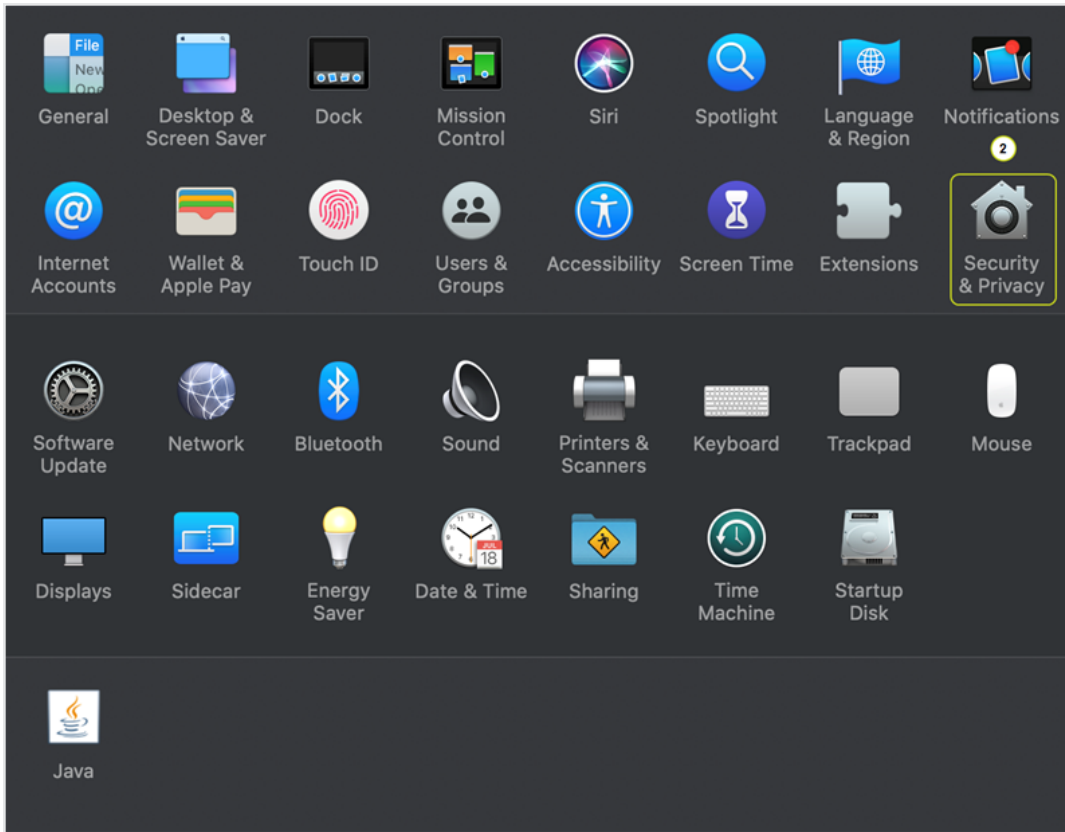 File
New
Ope
General
Desktop &
Screen Saver
Dock
Mission
Control
Siri
Spotlight
Language
& Region
Notifications
2
Internet
Accounts
Wallet &
Apple Pay
Touch ID
Users &
Groups
Accessibility
Screen Time
Extensions
Security
& Privacy
Software
Update
Network
Bluetooth
Sound
Printers &
Scanners
Keyboard
Trackpad
Mouse
Displays
Sidecar
Energy
Saver
JUL
18
Date & Time
Sharing
Time
Machine
Startup
Disk
Java